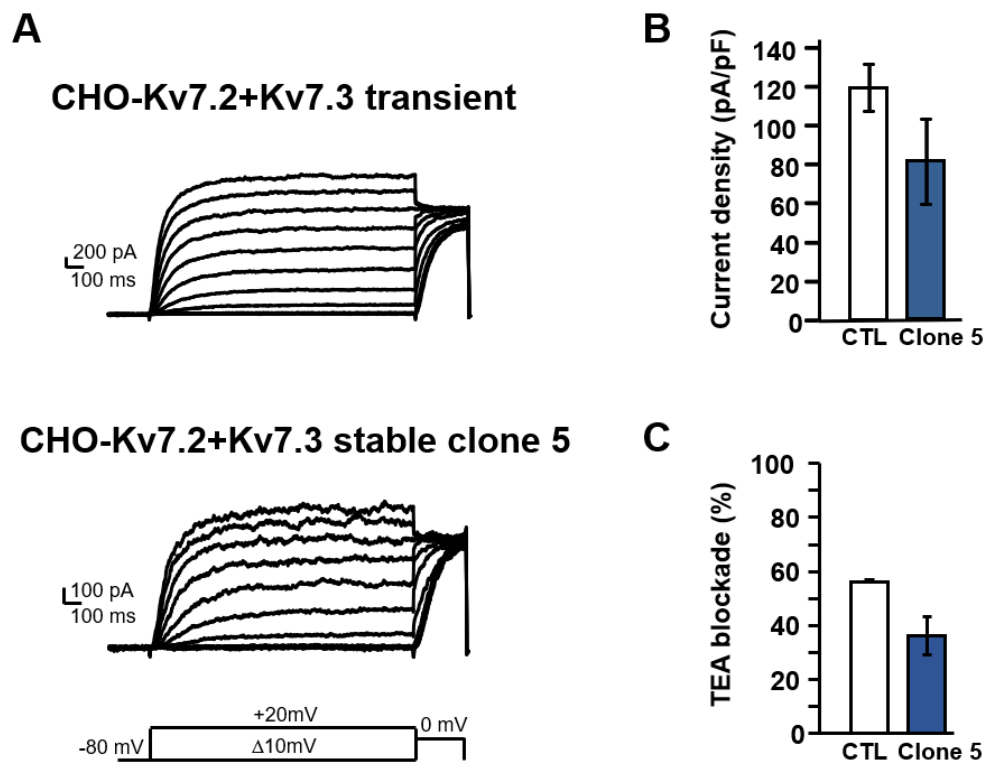 A
CHO-Kv7.2+Kv7.3 transient
200 pA
100 ms
CHO-Kv7.2+Kv7.3 stable clone 5
100 pA
100 ms
+20mV
0 mV
-80 mV
Δ10mV
B
Current density (pA/pF)
140
120
100
80
60
40
20
0
CTL
Clone 5
C
TEA blockade (%)
100
80
60
40
20
0
CTL
Clone 5